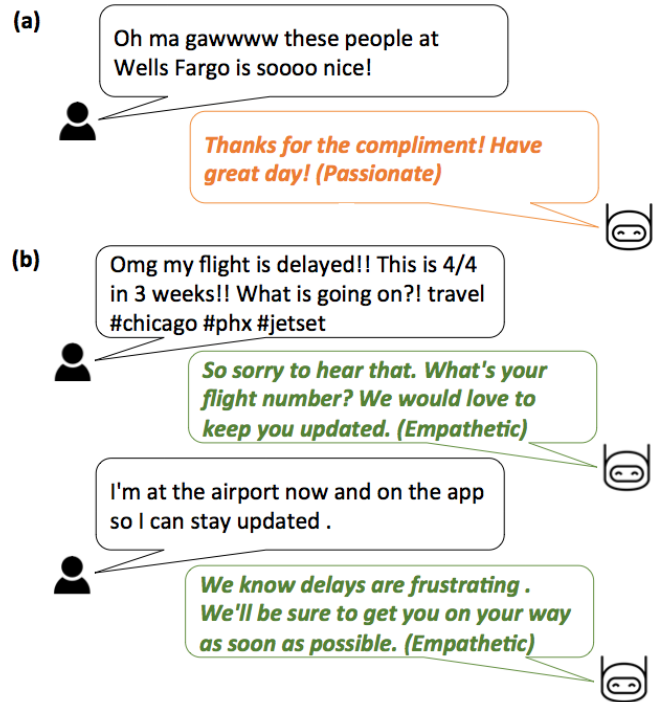 (a)
Oh ma gawwww these people at
Wells Fargo is soooo nice!
Thanks for the compliment! Have
great day! (Passionate)
(b)
Omg my flight is delayed!! This is 4/4
in 3 weeks!! What is going on?! travel
#chicago #phx #jetset
So sorry to hear that. What's your
flight number? We would love to
keep you updated. (Empathetic)
I'm at the airport now and on the app
so I can stay updated .
We know delays are frustrating .
We'll be sure to get you on your way
as soon as possible. (Empathetic)